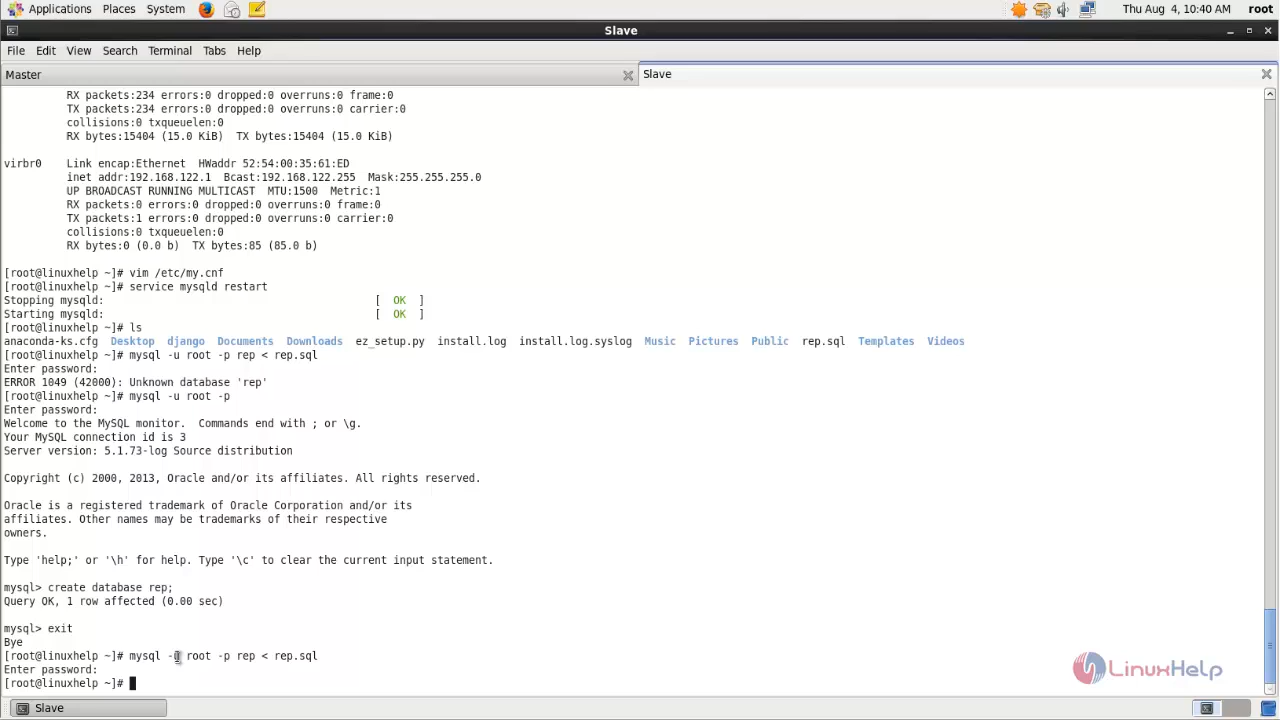 Applications Places System Thu Aug 4, 10:40 AM root
Slave
File Edit View Search Terminal Tabs Help
Master Slave
RX packets:234 errors:0 dropped:0 overruns:0 frame:0
TX packets:234 errors:0 dropped:0 overruns:0 carrier:0
collisions:0 txqueuelen:0
RX bytes:15404 (15.0 KiB)  TX bytes:15404 (15.0 KiB)
virbr0    Link encap:Ethernet  HWaddr 52:54:00:35:61:ED
inet addr:192.168.122.1  Bcast:192.168.122.255  Mask:255.255.255.0
UP BROADCAST RUNNING MULTICAST  MTU:1500  Metric:1
RX packets:0 errors:0 dropped:0 overruns:0 frame:0
TX packets:1 errors:0 dropped:0 overruns:0 carrier:0
collisions:0 txqueuelen:0
RX bytes:0 (0.0 b)  TX bytes:85 (85.0 b)
[root@linuxhelp ~]# vim /etc/my.cnf
[root@linuxhelp ~]# service mysqld restart
Stopping mysqld: [  OK  ]
Starting mysqld: [  OK  ]
[root@linuxhelp ~]# ls
anaconda-ks.cfg  Desktop  django  Documents  Downloads  ez_setup.py  install.log  install.log.syslog  Music  Pictures  Public  rep.sql  Templates  Videos
[root@linuxhelp ~]# mysql -u root -p rep < rep.sql
Enter password:
ERROR 1049 (42000): Unknown database 'rep'
[root@linuxhelp ~]# mysql -u root -p
Enter password:
Welcome to the MySQL monitor.  Commands end with ; or \g.
Your MySQL connection id is 3
Server version: 5.1.73-log Source distribution
Copyright (c) 2000, 2013, Oracle and/or its affiliates. All rights reserved.
Oracle is a registered trademark of Oracle Corporation and/or its
affiliates. Other names may be trademarks of their respective
owners.
Type 'help;' or '\h' for help. Type '\c' to clear the current input statement.
mysql> create database rep;
Query OK, 1 row affected (0.00 sec)
mysql> exit
Bye
[root@linuxhelp ~]# mysql -u root -p rep < rep.sql
Enter password:
[root@linuxhelp ~]#
LinuxHelp
Slave